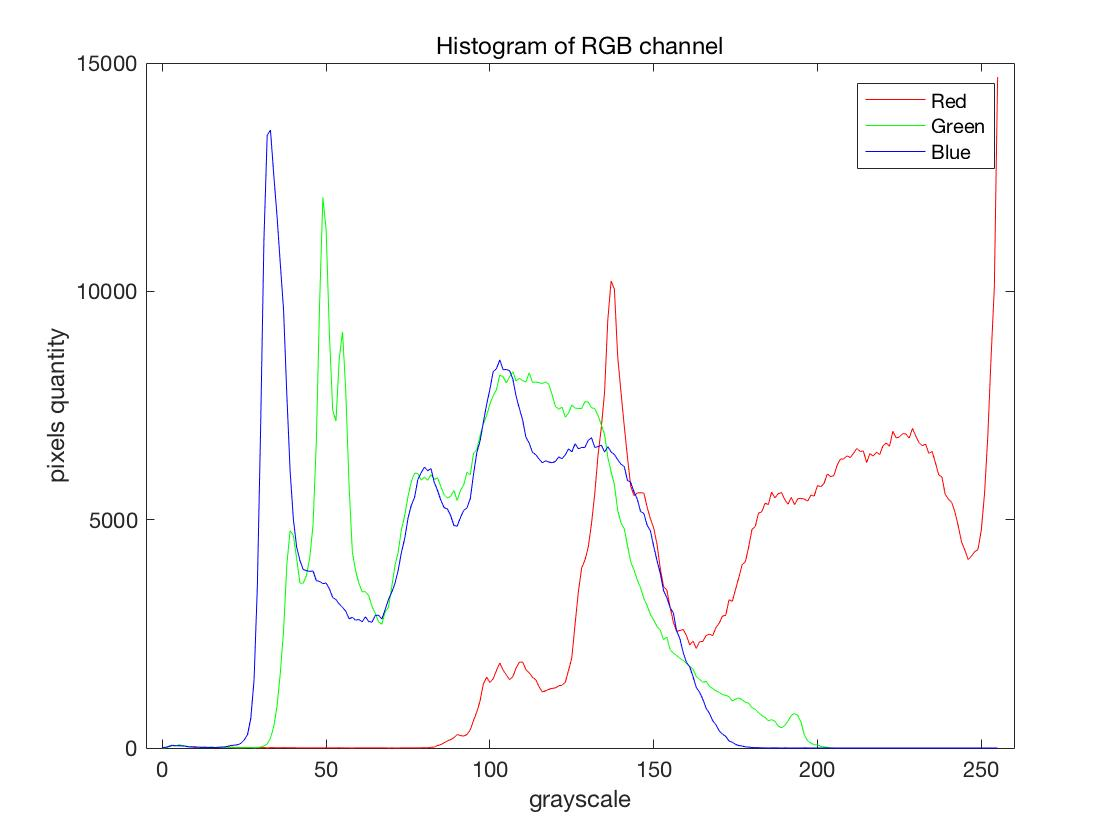 Histogram of RGB channel
15000
10000
5000
0
pixels quantity
Red
Green
Blue
0 50 100 150 200 250
grayscale